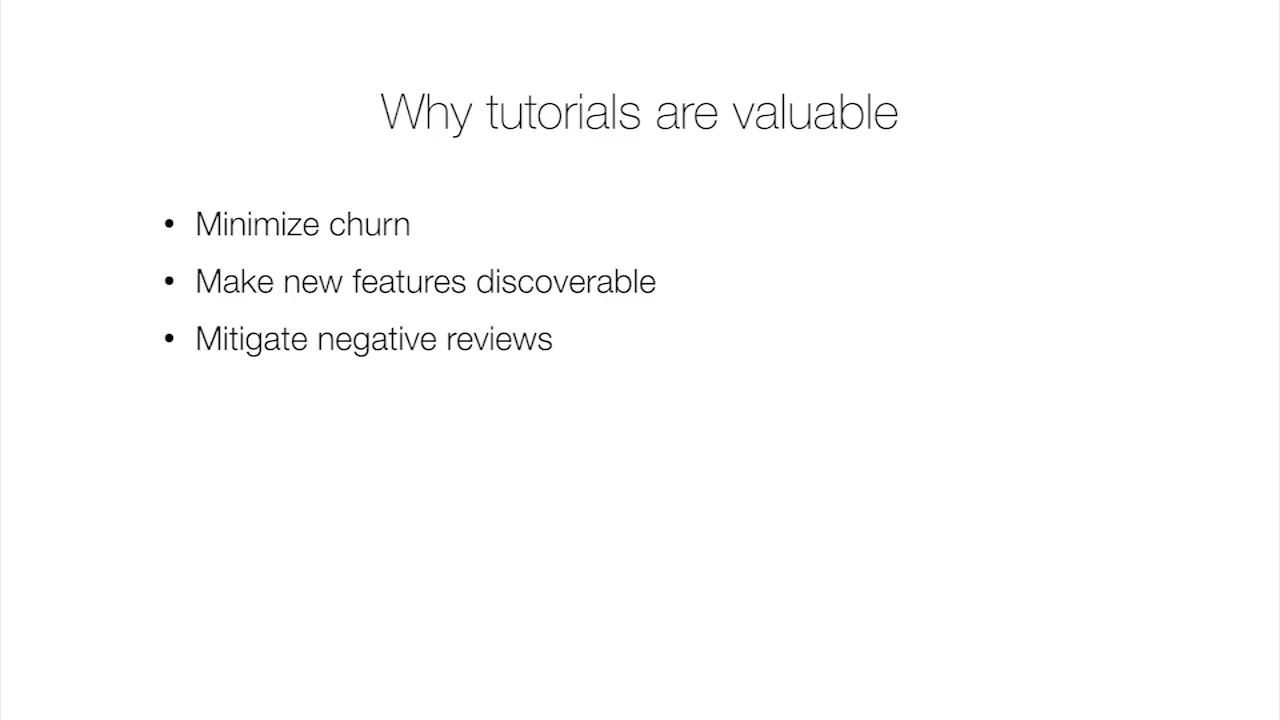 Why tutorials are valuable
• Minimize churn
• Make new features discoverable
• Mitigate negative reviews